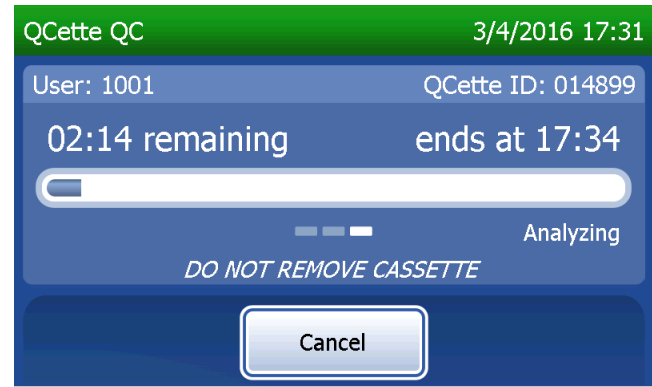 QCette QC 3/4/2016 17:31
User: 1001 QCette ID: 014899
02:14 remaining ends at 17:34
Analyzing
DO NOT REMOVE CASSETTE
Cancel